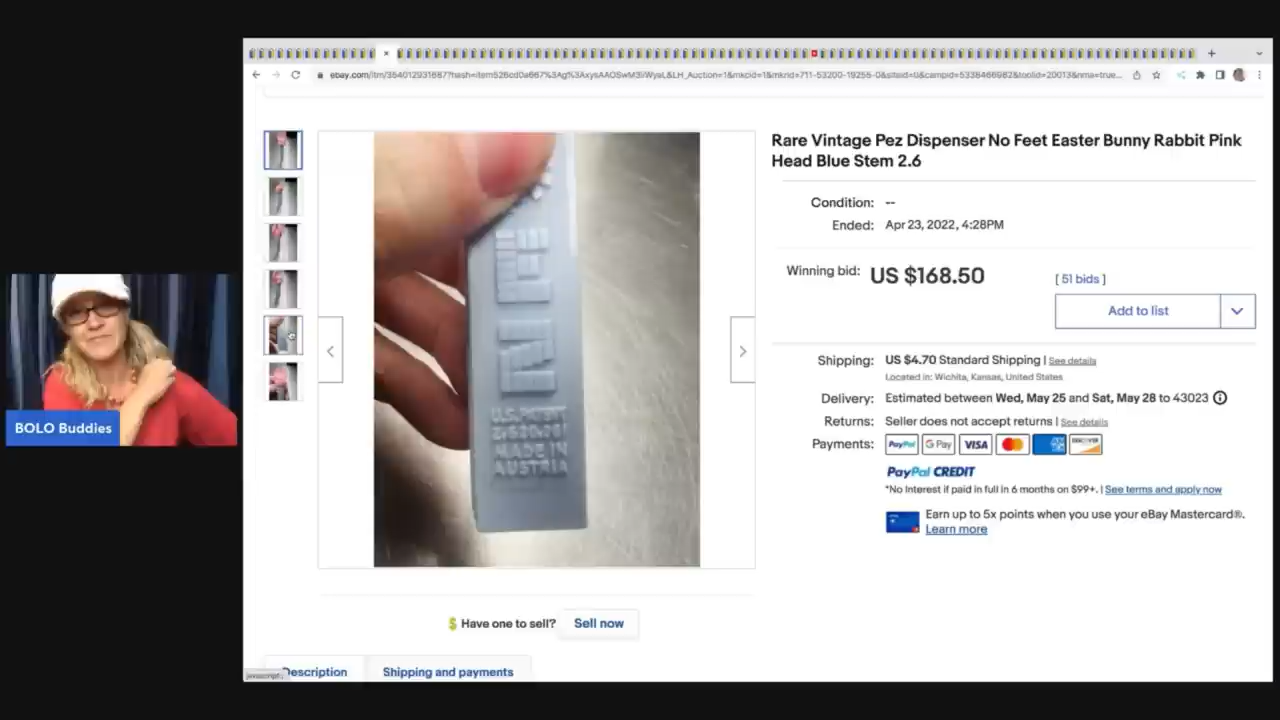 Rare Vintage Pez Dispenser No Feet Easter Bunny Rabbit Pink
Head Blue Stem 2.6
Condition: --
Ended: Apr 23, 2022, 4:28PM
Winning bid: US $168.50 [ 51 bids ]
Add to list
Shipping: US $4.70 Standard Shipping | See details
Located in: Wichita, Kansas, United States
Delivery: Estimated between Wed, May 25 and Sat, May 28 to 43023
Returns: Seller does not accept returns | See details
Payments: PayPal G Pay VISA DISCOVER
PayPal CREDIT
*No Interest if paid in full in 6 months on $99+. | See terms and apply now
Earn up to 5x points when you use your eBay Mastercard®.
Learn more
U.S. PATENT
MADE IN
AUSTRIA
BOLO Buddies
$ Have one to sell? Sell now
Description Shipping and payments